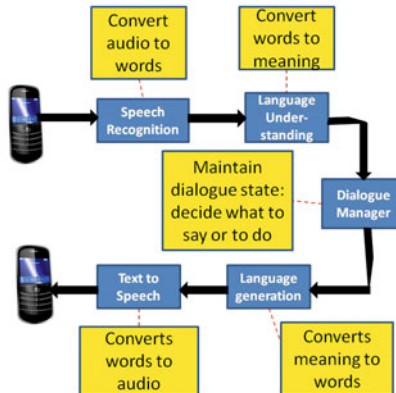 Convert
audio to
words
Convert
words to
meaning
Speech
Recognition
Language
Under-
standing
Maintain
dialogue state:
decide what to
say or to do
Dialogue
Manager
Text to
Speech
Language
generation
Converts
words to
audio
Converts
meaning to
words